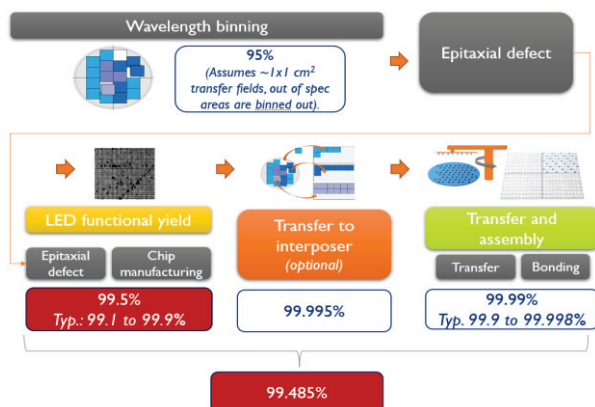 Wavelength binning
95%
(Assumes ~1x1 cm²
transfer fields, out of spec
areas are binned out).
Epitaxial defect
LED functional yield
Epitaxial
defect
Chip
manufacturing
99.5%
Typ.: 99.1 to 99.9%
Transfer to
interposer
(optional)
99.995%
Transfer and
assembly
Transfer
Bonding
99.99%
Typ. 99.9 to 99.998%
99.485%